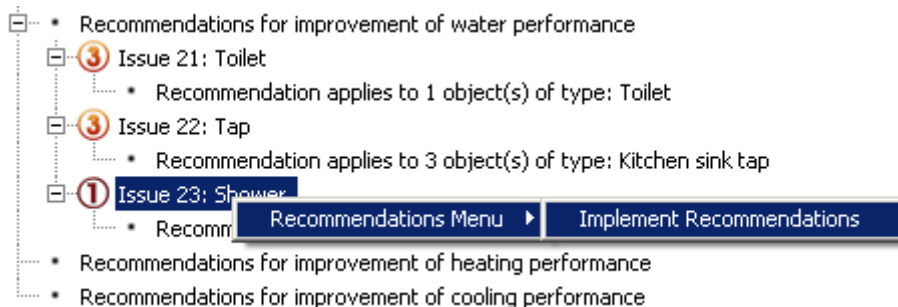 Recommendations for improvement of water performance
3 Issue 21: Toilet
Recommendation applies to 1 object(s) of type: Toilet
3 Issue 22: Tap
Recommendation applies to 3 object(s) of type: Kitchen sink tap
1 Issue 23: Shower
Recommendations Menu Implement Recommendations
Recommendations for improvement of heating performance
Recommendations for improvement of cooling performance